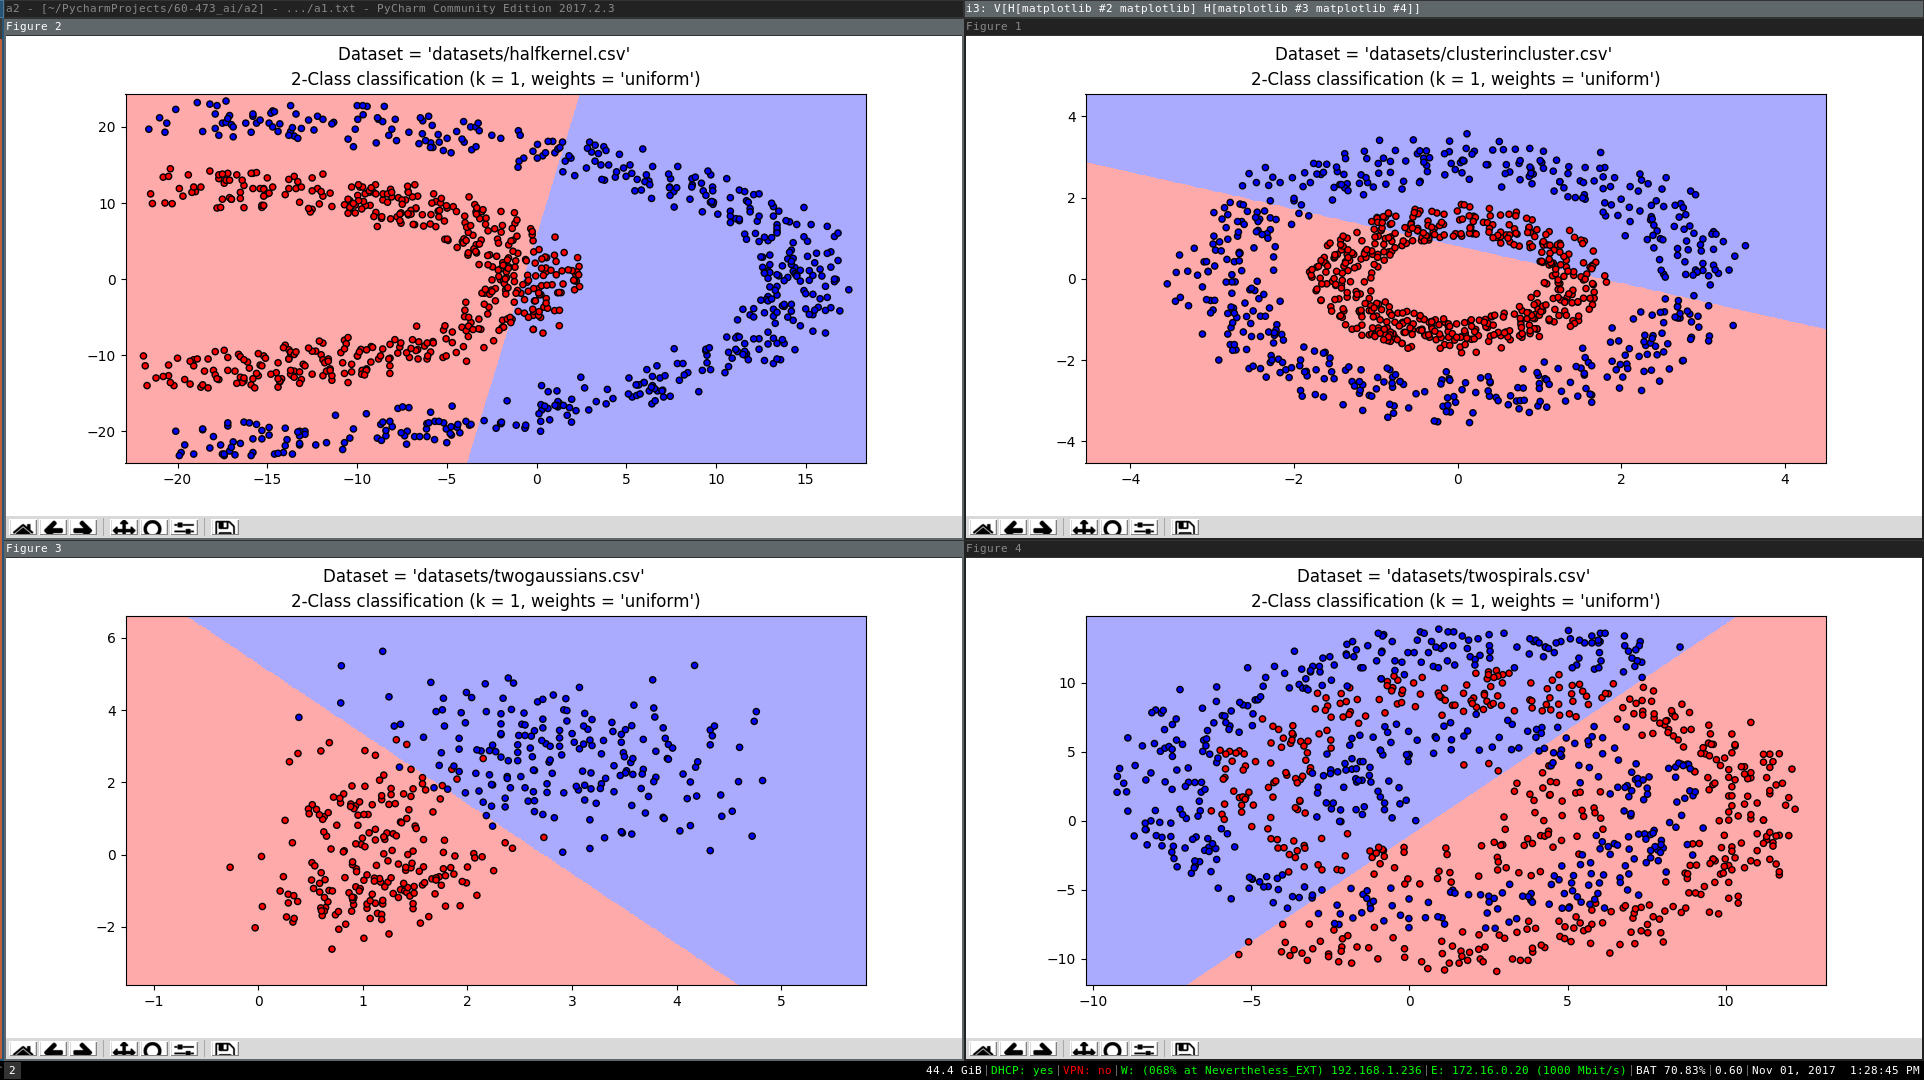 a2 - [~/PycharmProjects/60-473_ai/a2] - .../a1.txt - PyCharm Community Edition 2017.2.3
i3: V[H[matplotlib #2 matplotlib] H[matplotlib #3 matplotlib #4]]
Figure 2
Dataset = 'datasets/halfkernel.csv'
2-Class classification (k = 1, weights = 'uniform')
20
10
0
−10
−20
−20 −15 −10 −5 0 5 10 15
Figure 1
Dataset = 'datasets/clusterincluster.csv'
2-Class classification (k = 1, weights = 'uniform')
4
2
0
−2
−4
−4 −2 0 2 4
Figure 3
Dataset = 'datasets/twogaussians.csv'
2-Class classification (k = 1, weights = 'uniform')
6
4
2
0
−2
−1 0 1 2 3 4 5
Figure 4
Dataset = 'datasets/twospirals.csv'
2-Class classification (k = 1, weights = 'uniform')
10
5
0
−5
−10
−10 −5 0 5 10
2
44.4 GiB|DHCP: yes|VPN: no|W: (068% at Nevertheless_EXT) 192.168.1.236|E: 172.16.0.20 (1000 Mbit/s)|BAT 70.83%|0.60|Nov 01, 2017  1:28:45 PM